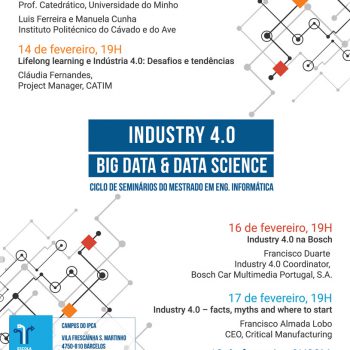 Prof. Catedrático, Universidade do Minho
Luis Ferreira e Manuela Cunha
Instituto Politécnico do Cávado e do Ave
14 de fevereiro, 19H
Lifelong learning e Indústria 4.0: Desafios e tendências
Cláudia Fernandes,
Project Manager, CATIM
INDUSTRY 4.0
BIG DATA & DATA SCIENCE
CICLO DE SEMINÁRIOS DO MESTRADO EM ENG. INFORMÁTICA
16 de fevereiro, 19H
Industry 4.0 na Bosch
Francisco Duarte
Industry 4.0 Coordinator,
Bosch Car Multimedia Portugal, S.A.
17 de fevereiro, 19H
Industry 4.0 – facts, myths and where to start
Francisco Almada Lobo
CEO, Critical Manufacturing
CAMPUS DO IPCA
VILA FRESCAÍNHA S. MARTINHO
4750-810 BARCELOS
ESCOLA